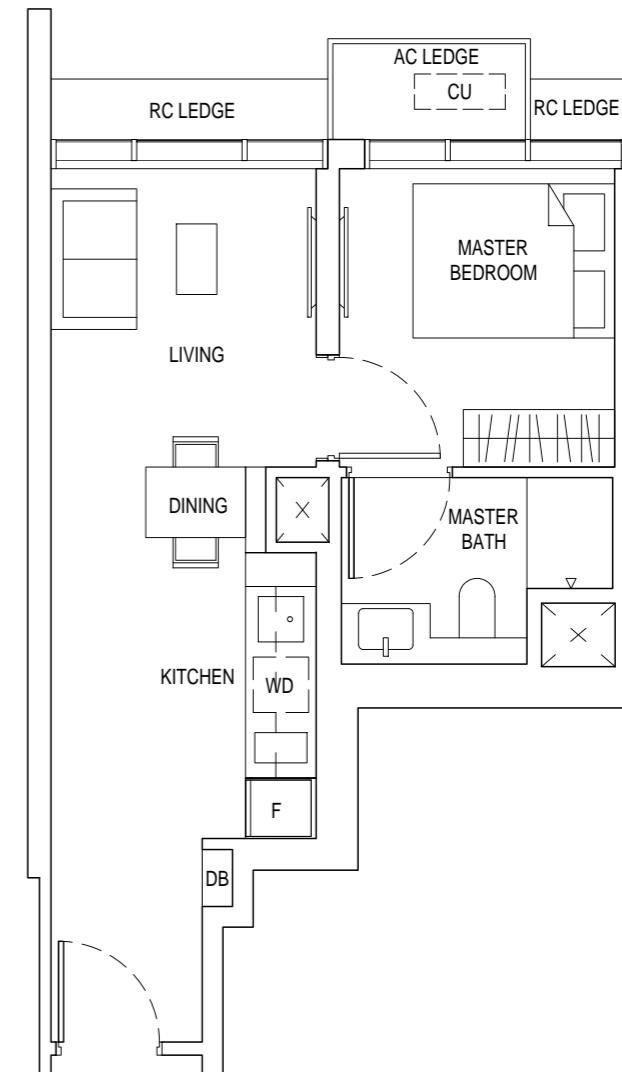 AC LEDGE
CU
RC LEDGE
RC LEDGE
MASTER
BEDROOM
LIVING
DINING
MASTER
BATH
KITCHEN
WD
F
DB